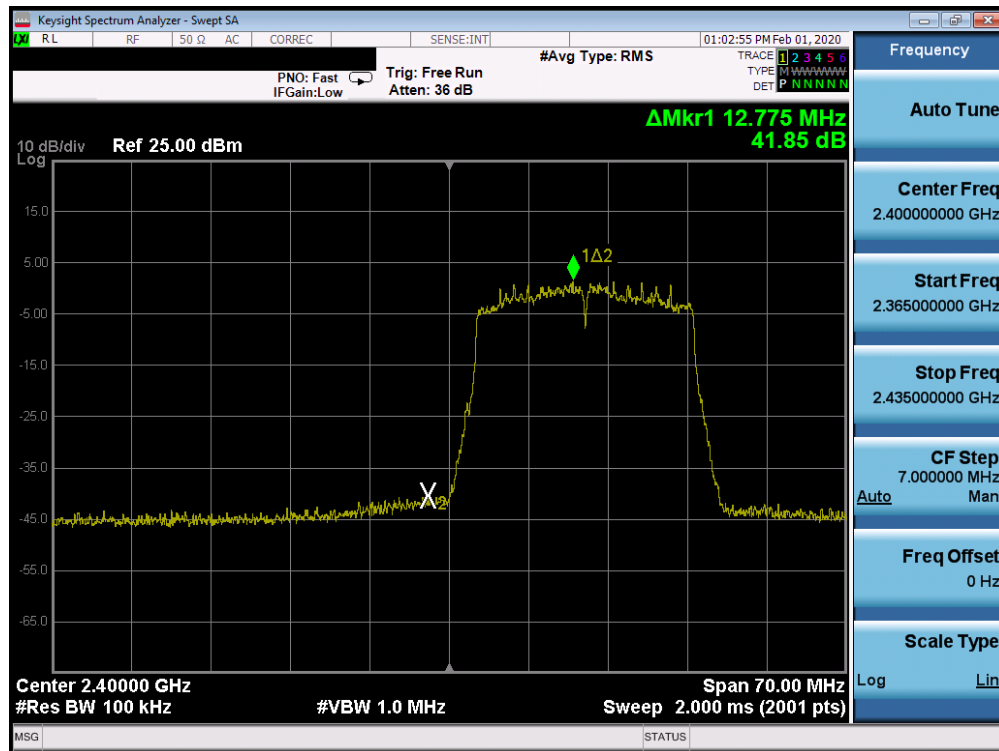 Keysight Spectrum Analyzer - Swept SA
LXI RL RF 50 Ω AC CORREC SENSE:INT 01:02:55 PM Feb 01, 2020
#Avg Type: RMS TRACE 1 2 3 4 5 6
PNO: Fast Trig: Free Run TYPE M WWWWW
IFGain:Low Atten: 36 dB DET P N N N N N
ΔMkr1 12.775 MHz
41.85 dB
10 dB/div Ref 25.00 dBm
Log
15.0
5.00
-5.00
-15.0
-25.0
-35.0
-45.0
-55.0
-65.0
1Δ2
X2
Center 2.40000 GHz Span 70.00 MHz
#Res BW 100 kHz #VBW 1.0 MHz Sweep 2.000 ms (2001 pts)
MSG STATUS
Frequency
Auto Tune
Center Freq
2.400000000 GHz
Start Freq
2.365000000 GHz
Stop Freq
2.435000000 GHz
CF Step
7.000000 MHz
Auto Man
Freq Offset
0 Hz
Scale Type
Log Lin